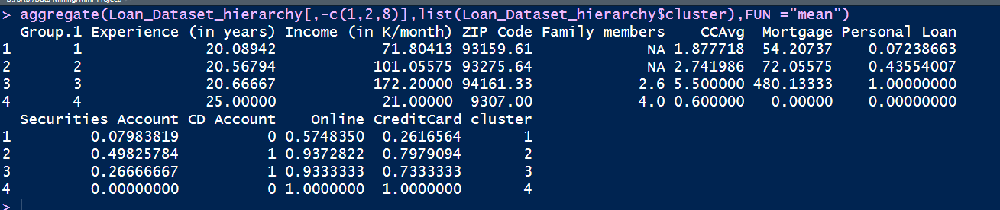 > aggregate(Loan_Dataset_hierarchy[,-c(1,2,8)],list(Loan_Dataset_hierarchy$cluster),FUN ="mean")
  Group.1 Experience (in years) Income (in K/month) ZIP Code Family members    CCAvg  Mortgage Personal Loan
1       1              20.08942            71.80413 93159.61             NA 1.877718  54.20737    0.07238663
2       2              20.56794           101.05575 93275.64             NA 2.741986  72.05575    0.43554007
3       3              20.66667           172.20000 94161.33            2.6 5.500000 480.13333    1.00000000
4       4              25.00000            21.00000  9307.00            4.0 0.600000   0.00000    0.00000000
  Securities Account CD Account    Online CreditCard cluster
1         0.07983819          0 0.5748350  0.2616564       1
2         0.49825784          1 0.9372822  0.7979094       2
3         0.26666667          1 0.9333333  0.7333333       3
4         0.00000000          0 1.0000000  1.0000000       4
>